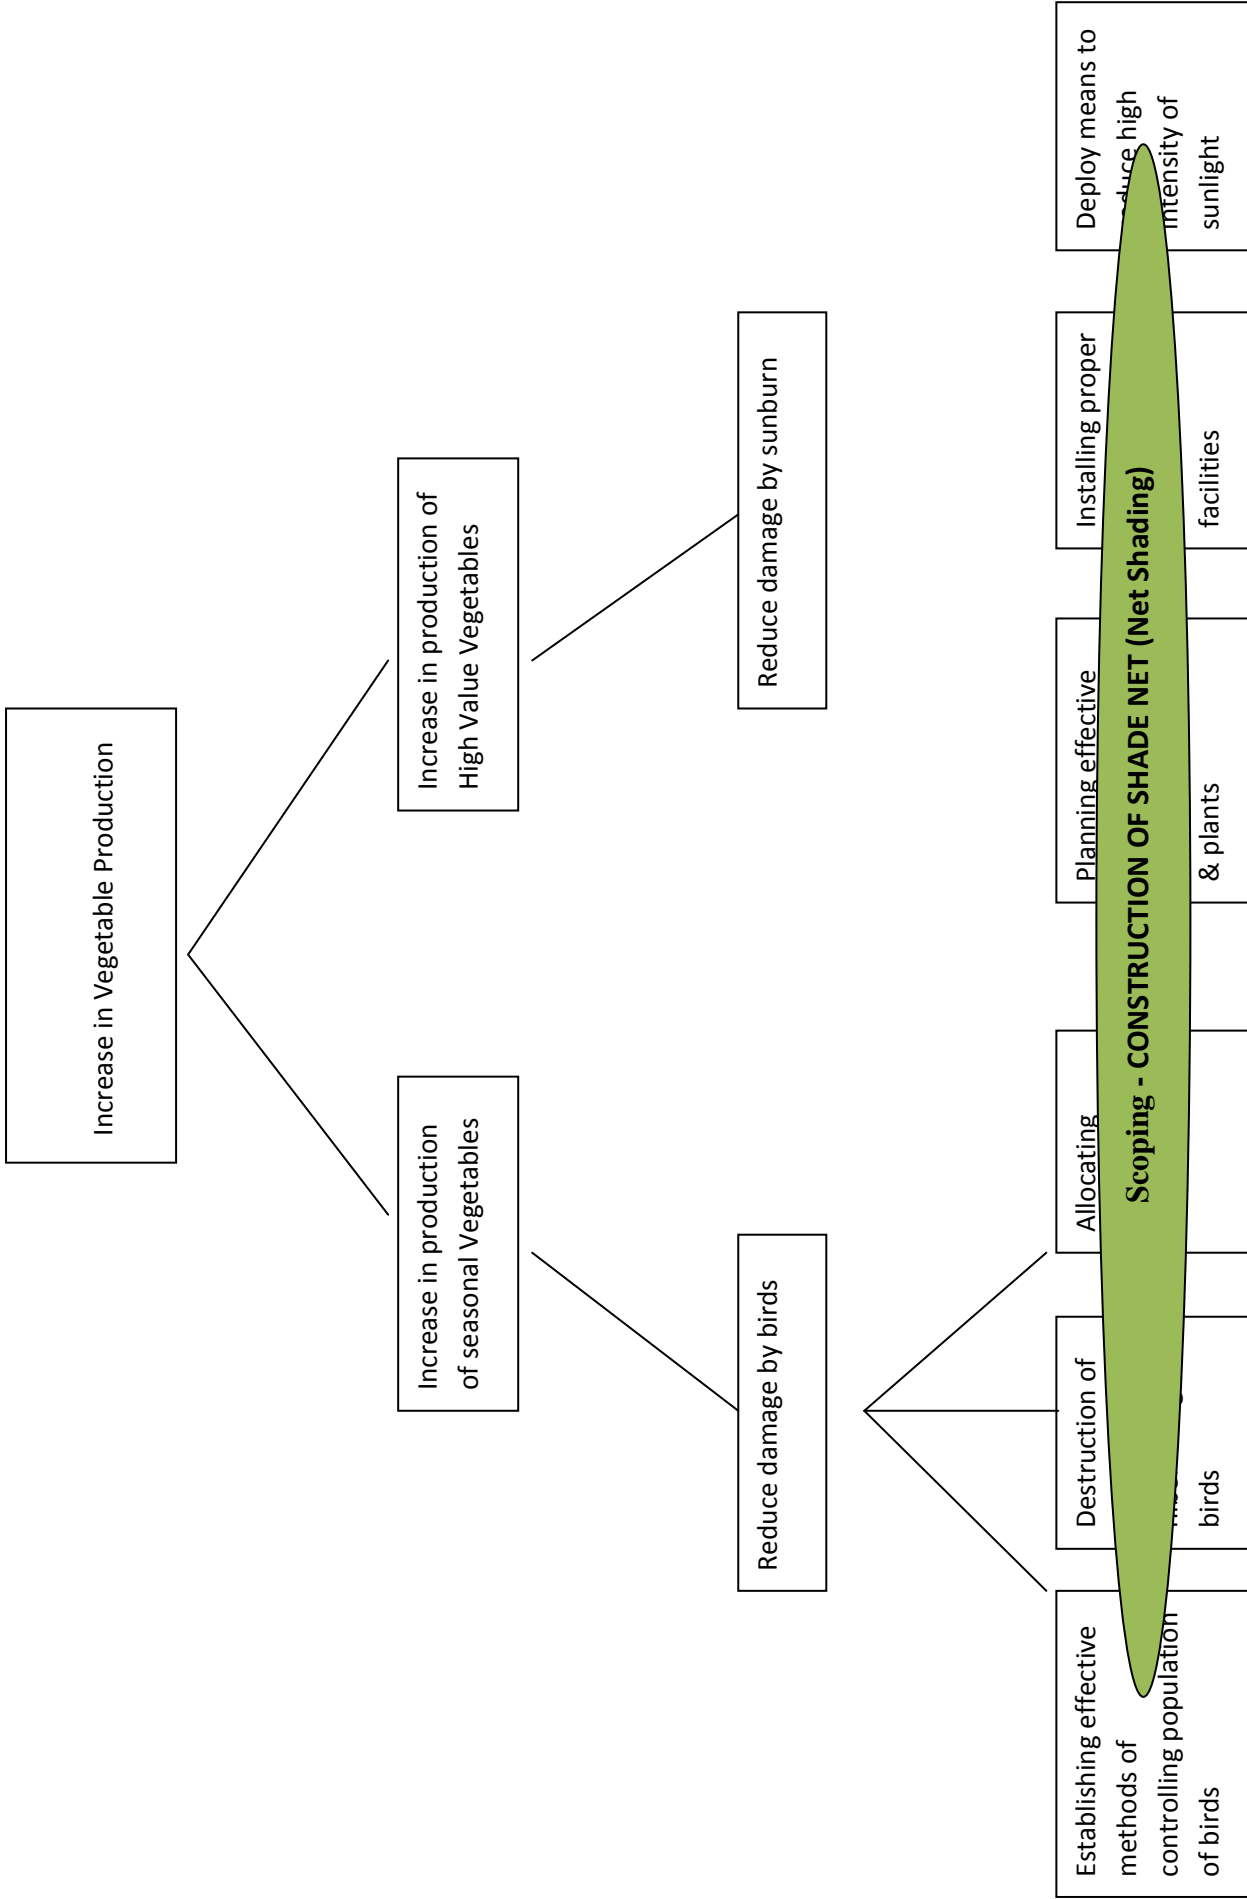 Increase in Vegetable Production
Increase in production
of seasonal Vegetables
Increase in production of
High Value Vegetables
Reduce damage by birds
Reduce damage by sunburn
Establishing effective
methods of
controlling population
of birds
Destruction of
birds
Allocating
Planning effective
& plants
Installing proper
facilities
Deploy means to
high
intensity of
sunlight
Scoping - CONSTRUCTION OF SHADE NET (Net Shading)